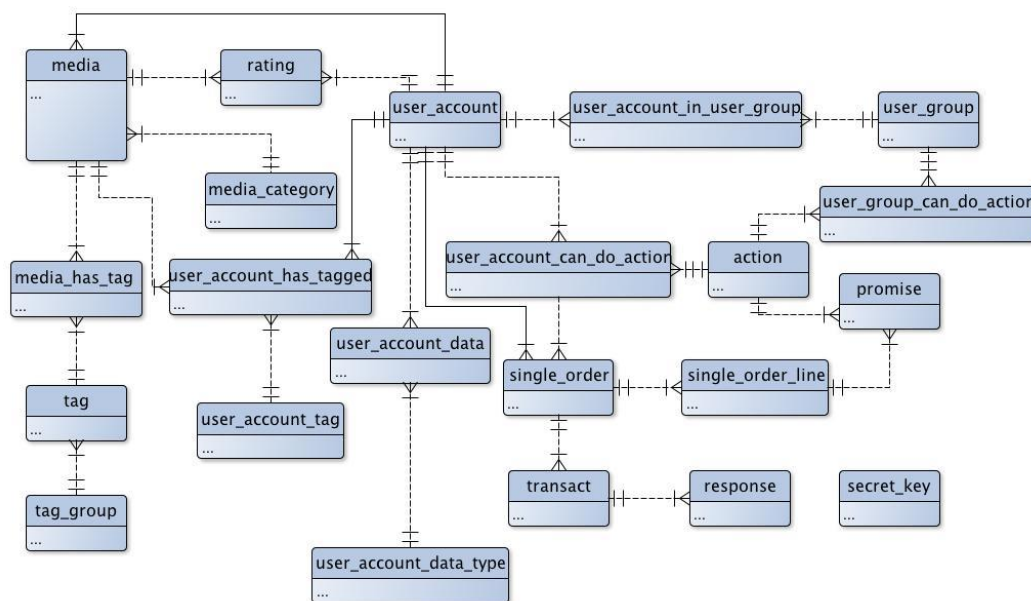 media
...
rating
...
user_account
...
user_account_in_user_group
...
user_group
...
media_category
...
user_group_can_do_action
...
media_has_tag
...
user_account_has_tagged
...
user_account_can_do_action
...
action
...
promise
...
user_account_data
...
single_order
...
single_order_line
...
tag
...
user_account_tag
...
transact
...
response
...
secret_key
...
tag_group
...
user_account_data_type
...